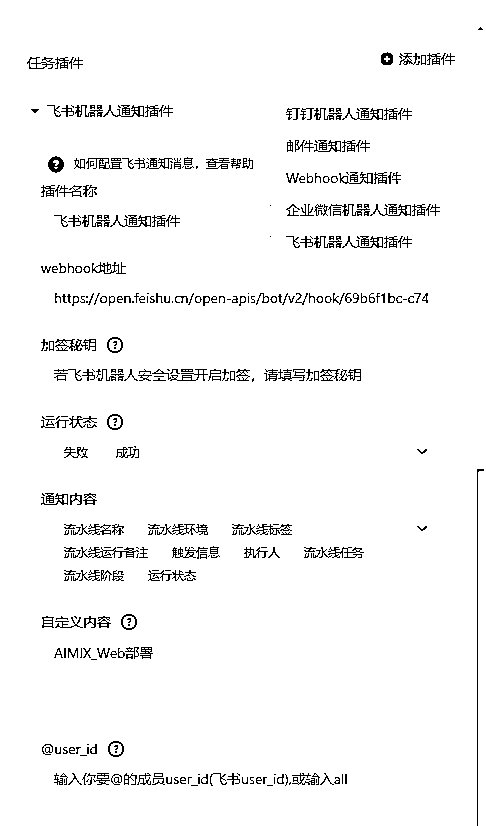 任务插件
添加插件
飞书机器人通知插件
钉钉机器人通知插件
邮件通知插件
Webhook通知插件
企业微信机器人通知插件
飞书机器人通知插件
如何配置飞书通知消息，查看帮助
插件名称
飞书机器人通知插件
webhook地址
https://open.feishu.cn/open-apis/bot/v2/hook/69b6f1bc-c74
加签秘钥
若飞书机器人安全设置开启加签，请填写加签秘钥
运行状态
失败 成功
通知内容
流水线名称 流水线环境 流水线标签
流水线运行备注 触发信息 执行人 流水线任务
流水线阶段 运行状态
自定义内容
AIMIX_Web部署
@user_id
输入你要@的成员user_id(飞书user_id),或输入all